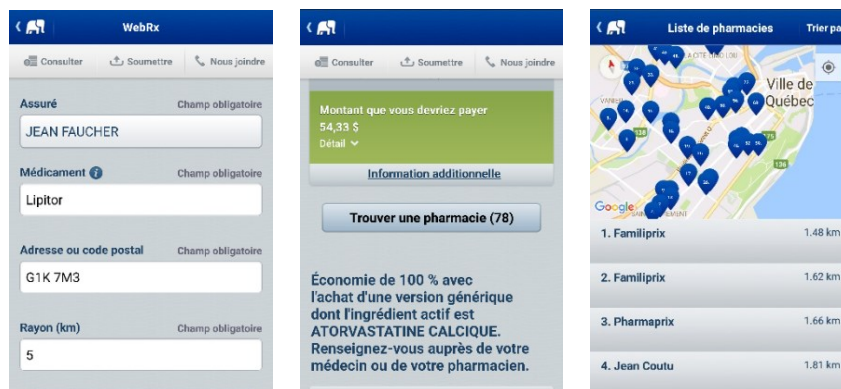 WebRx
Consulter
Soumettre
Nous joindre
Assuré
Champ obligatoire
JEAN FAUCHER
Médicament
Champ obligatoire
Lipitor
Adresse ou code postal
Champ obligatoire
G1K 7M3
Rayon (km)
Champ obligatoire
5
Consulter
Soumettre
Nous joindre
Montant que vous devriez payer
54,33 $
Détail
Information additionnelle
Trouver une pharmacie (78)
Économie de 100 % avec
l'achat d'une version générique
dont l'ingrédient actif est
ATORVASTATINE CALCIQUE.
Renseignez-vous auprès de votre
médecin ou de votre pharmacien.
Liste de pharmacies
Trier pa
Ville de
Québec
VANIER
138
175
136
Google
1. Familiprix
1.48 km
2. Familiprix
1.62 km
3. Pharmaprix
1.66 km
4. Jean Coutu
1.81 km